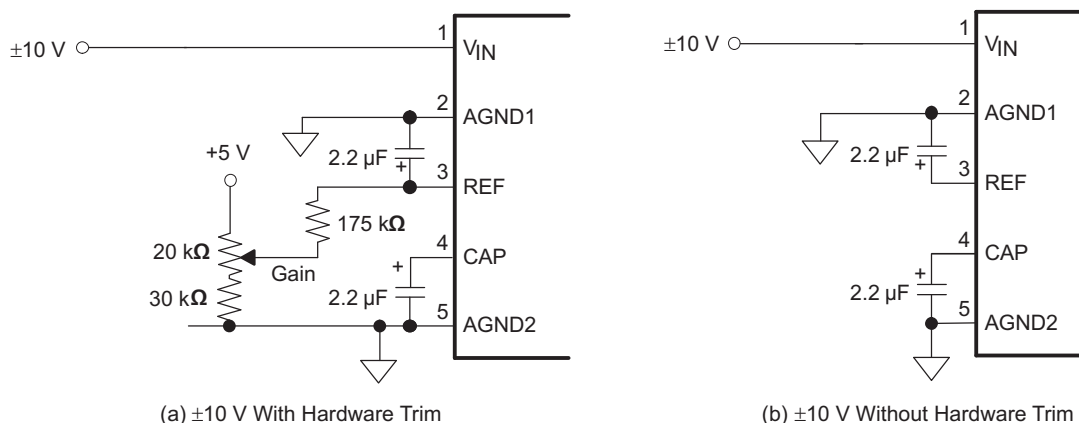 ±10 V
1
VIN
2
AGND1
2.2 µF
+
3
REF
+5 V
175 kΩ
20 kΩ
Gain
30 kΩ
4
CAP
+
2.2 µF
5
AGND2
(a) ±10 V With Hardware Trim
±10 V
1
VIN
2
AGND1
2.2 µF
+
3
REF
4
CAP
+
2.2 µF
5
AGND2
(b) ±10 V Without Hardware Trim